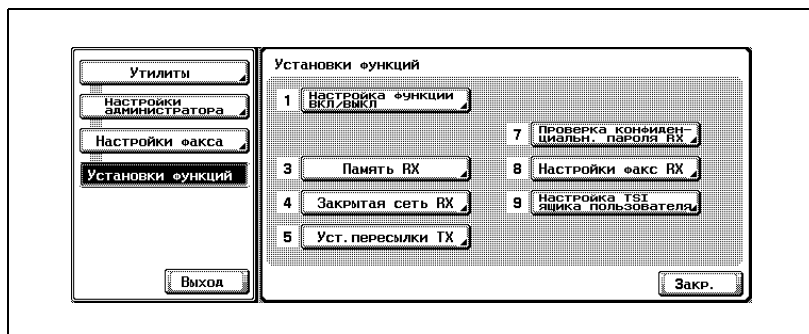 Утилиты
Настройки
администратора
Настройки факса
Установки функций
Выход
Установки функций
1 Настройка функции
ВКЛ/ВЫКЛ
7 Проверка конфиден-
циальн. пароля RX
3 Память RX
8 Настройки факс RX
4 Закрытая сеть RX
9 Настройка TSI
ящика пользователя
5 Уст.пересылки TX
Закр.